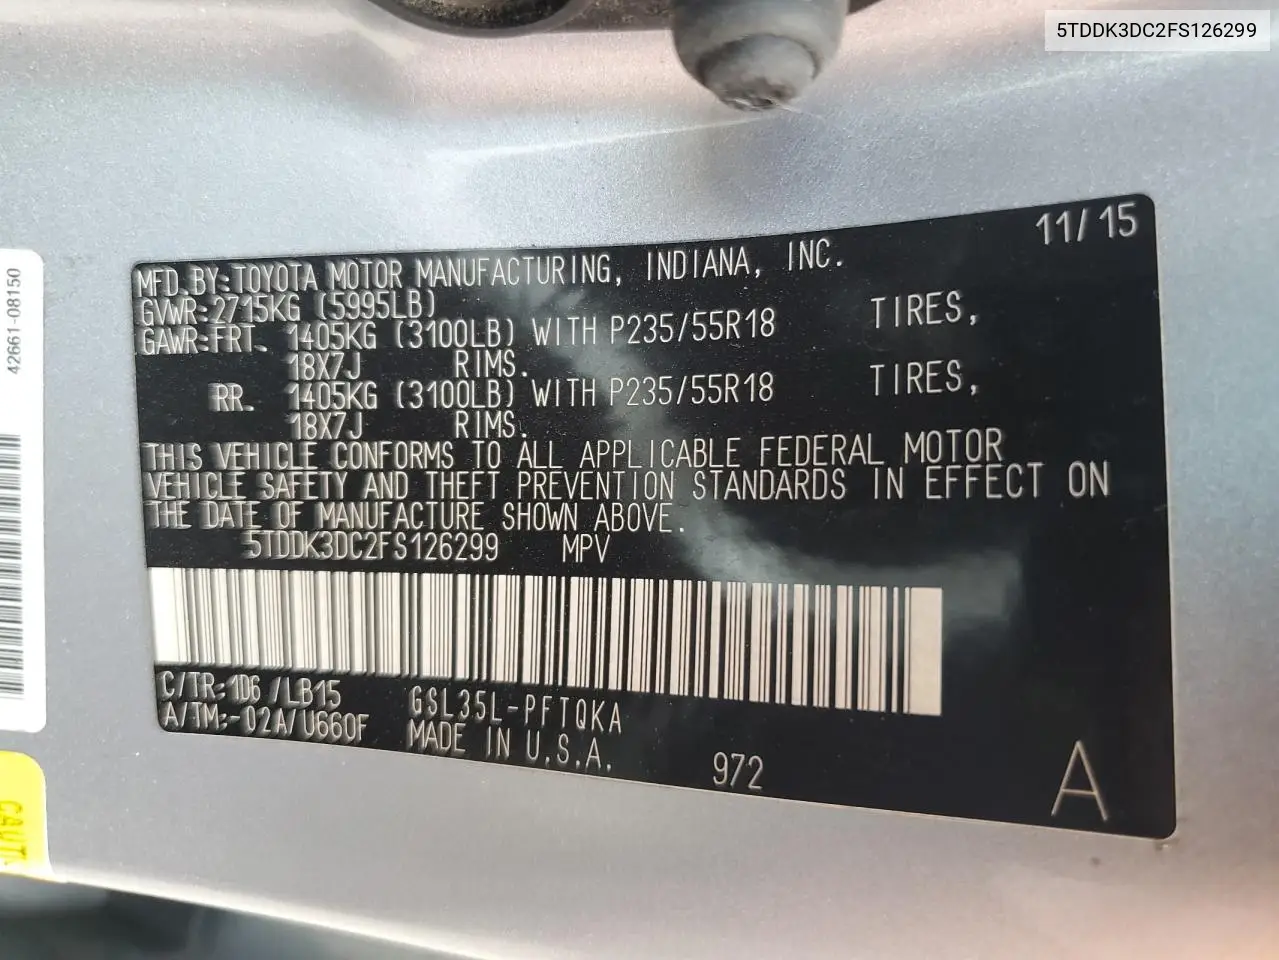 5TDDK3DC2FS126299
11/15
MFD.BY:TOYOTA MOTOR MANUFACTURING, INDIANA, INC.
GVWR:2715KG (5995LB)
GAWR:FRT. 1405KG (3100LB) WITH P235/55R18 TIRES,
18X7J RIMS.
RR. 1405KG (3100LB) WITH P235/55R18 TIRES,
18X7J RIMS.
THIS VEHICLE CONFORMS TO ALL APPLICABLE FEDERAL MOTOR
VEHICLE SAFETY AND THEFT PREVENTION STANDARDS IN EFFECT ON
THE DATE OF MANUFACTURE SHOWN ABOVE.
5TDDK3DC2FS126299 MPV
C/TR:1D6 /LB15 GSL35L-PFTQKA
A/TM:-02A/U660F MADE IN U.S.A.
972
A
42661-08150